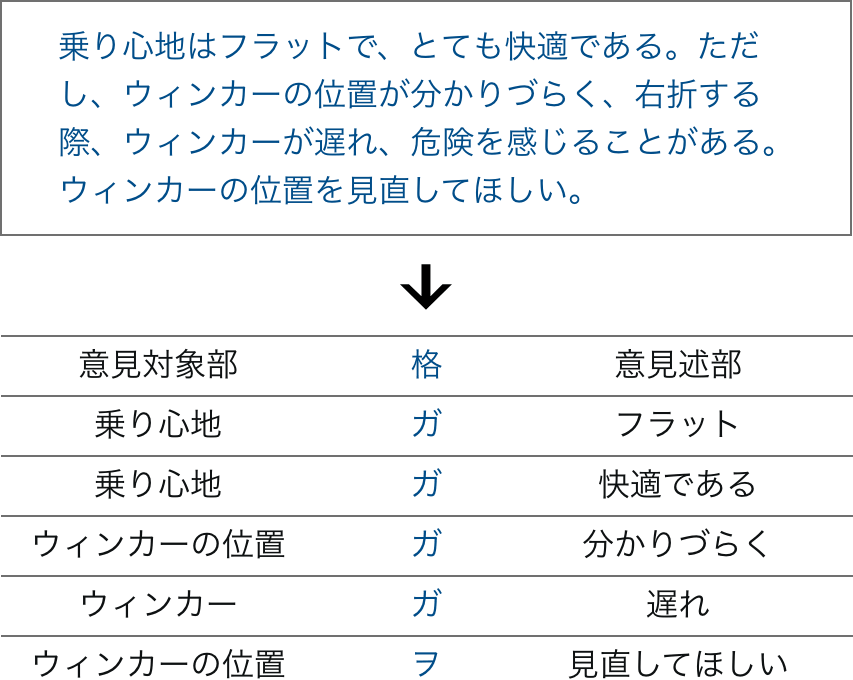 乗り心地はフラットで、とても快適である。ただ
し、ウィンカーの位置が分かりづらく、右折する
際、ウィンカーが遅れ、危険を感じることがある。
ウィンカーの位置を見直してほしい。
意見対象部 格 意見述部
乗り心地 ガ フラット
乗り心地 ガ 快適である
ウィンカーの位置 ガ 分かりづらく
ウィンカー ガ 遅れ
ウィンカーの位置 ヲ 見直してほしい